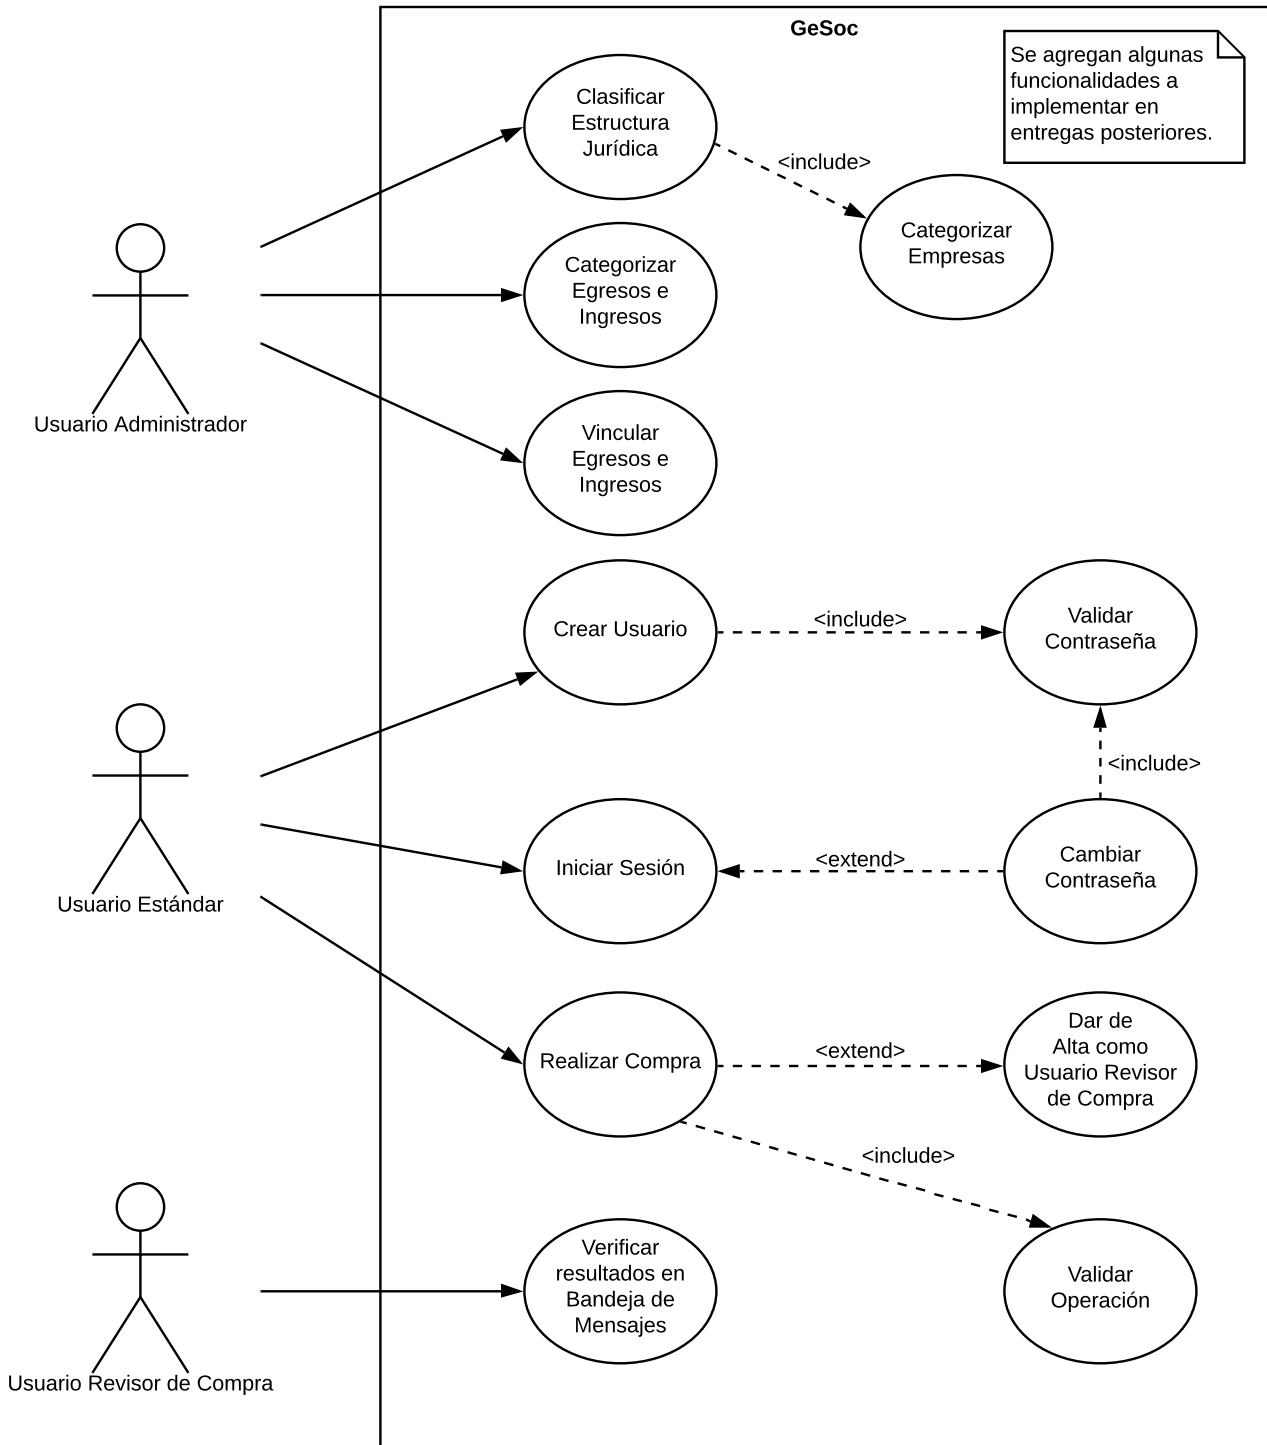 GeSoc
Se agregan algunas
funcionalidades a
implementar en
entregas posteriores.
Clasificar
Estructura
Jurídica
<include>
Categorizar
Empresas
Categorizar
Egresos e
Ingresos
Usuario Administrador
Vincular
Egresos e
Ingresos
Crear Usuario
<include>
Validar
Contraseña
<include>
Usuario Estándar
Iniciar Sesión
<extend>
Cambiar
Contraseña
Realizar Compra
<extend>
Dar de
Alta como
Usuario Revisor
de Compra
<include>
Validar
Operación
Verificar
resultados en
Bandeja de
Mensajes
Usuario Revisor de Compra